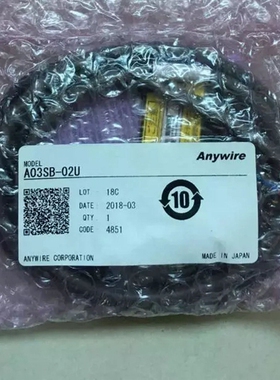 Anywire
MODEL
A03SB-02U
LOT 18C
DATE 2018-03
QTY 1
CODE 4851
10
ANYWIRE CORPORATION MADE IN JAPAN